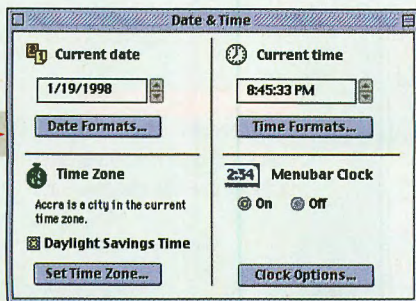 Date & Time
Current date
1/19/1998
Date Formats...
Current time
8:45:33 PM
Time Formats...
Time Zone
Accra is a city in the current
time zone.
Daylight Savings Time
Set Time Zone...
2:34 Menubar Clock
On Off
Clock Options...